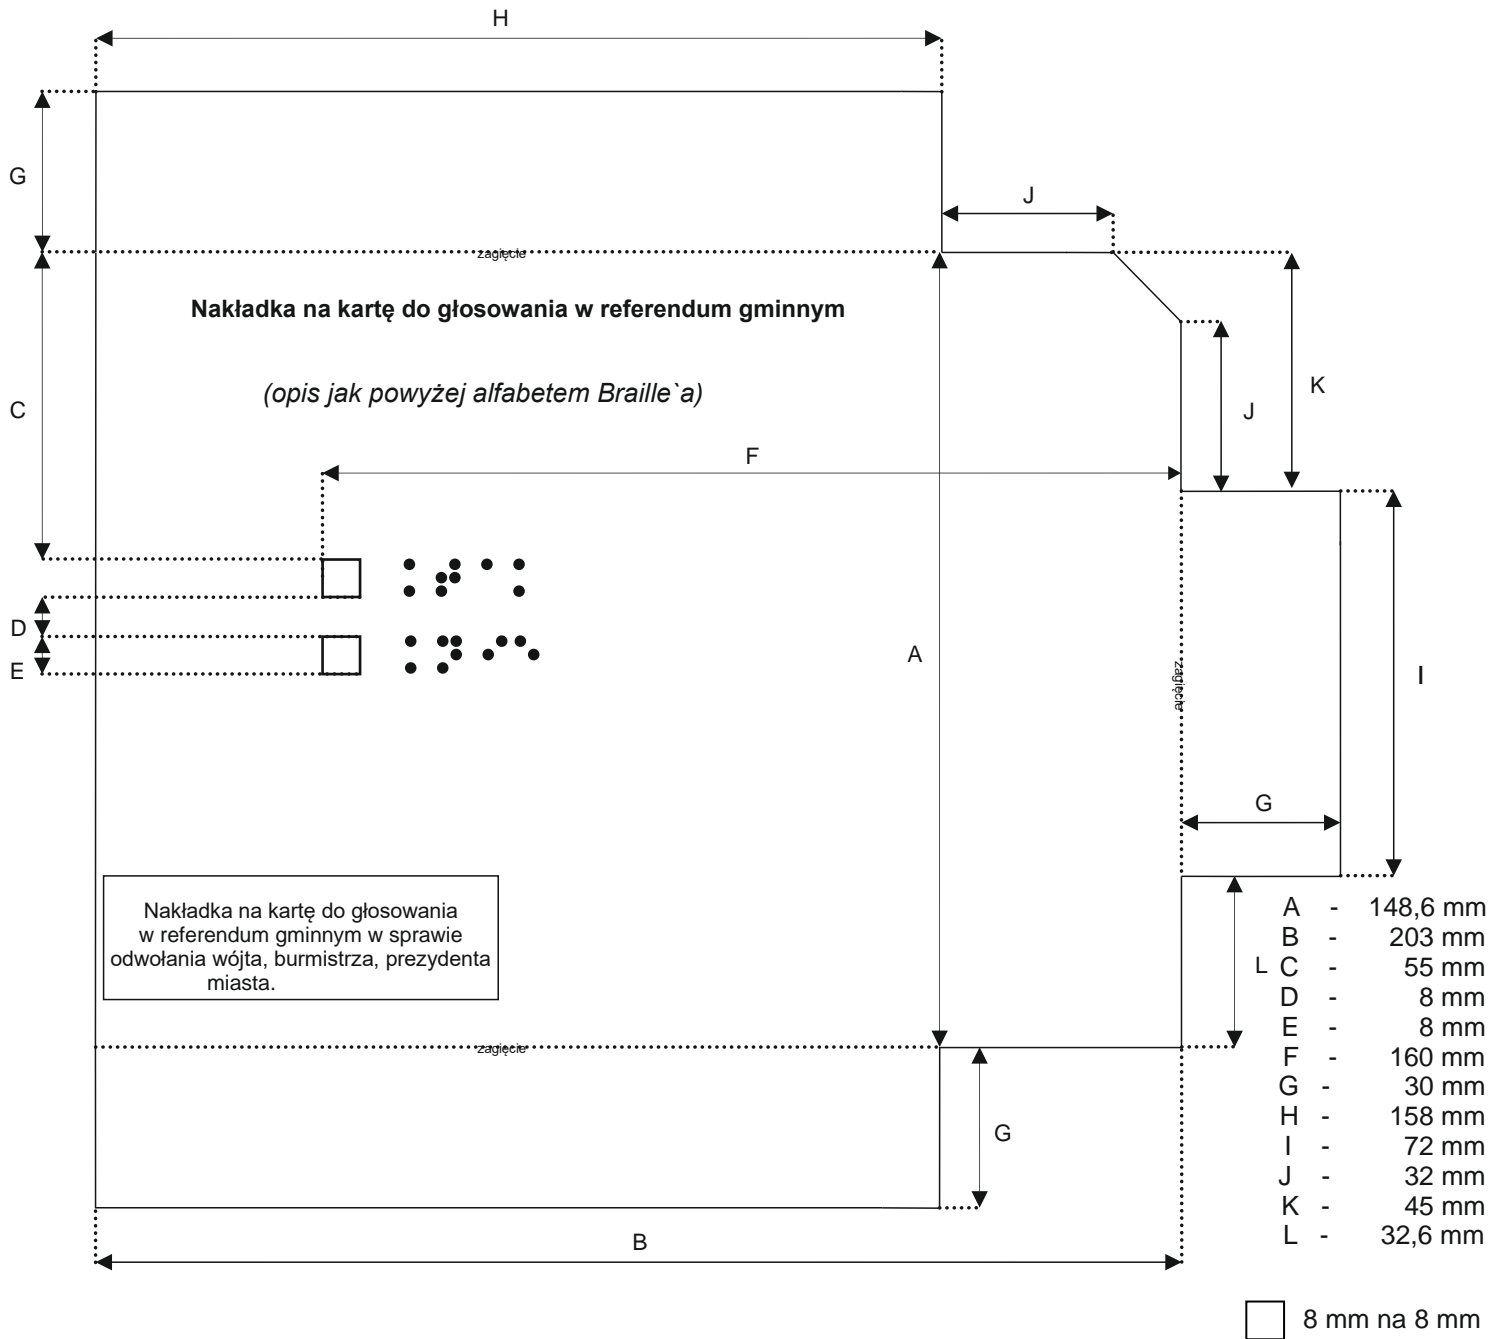 H
G
J
zagięcie
Nakładka na kartę do głosowania w referendum gminnym
K
(opis jak powyżej alfabetem Braille`a)
C
J
F
⠅⠞⠁⠅
⠅⠝⠊⠑
D
A
E
zagięcie
I
G
Nakładka na kartę do głosowania
w referendum gminnym w sprawie
odwołania wójta, burmistrza, prezydenta
miasta.
L
A - 148,6 mm
B - 203 mm
C - 55 mm
D - 8 mm
E - 8 mm
F - 160 mm
G - 30 mm
H - 158 mm
I - 72 mm
J - 32 mm
K - 45 mm
L - 32,6 mm
zagięcie
G
B
8 mm na 8 mm